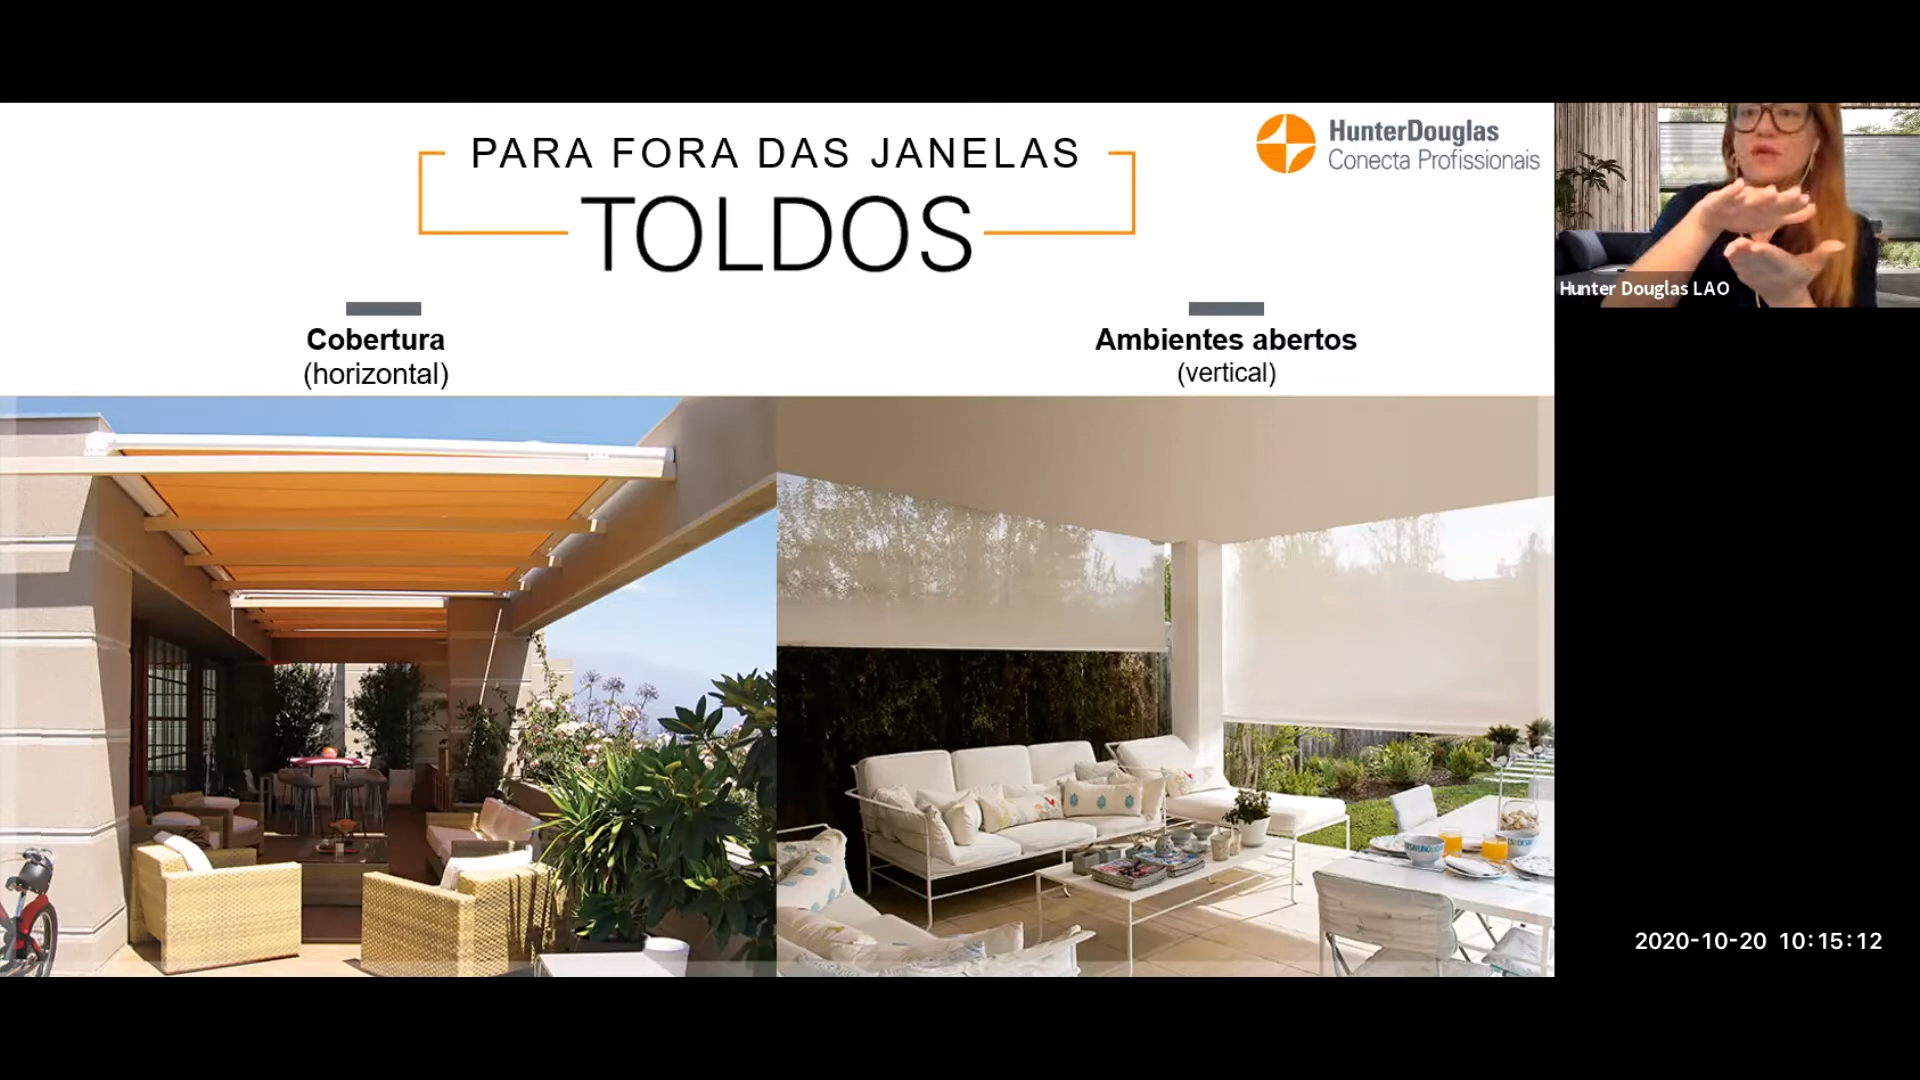 PARA FORA DAS JANELAS
TOLDOS
HunterDouglas
Conecta Profissionais
Hunter Douglas LAO
Cobertura
(horizontal)
Ambientes abertos
(vertical)
2020-10-20 10:15:12